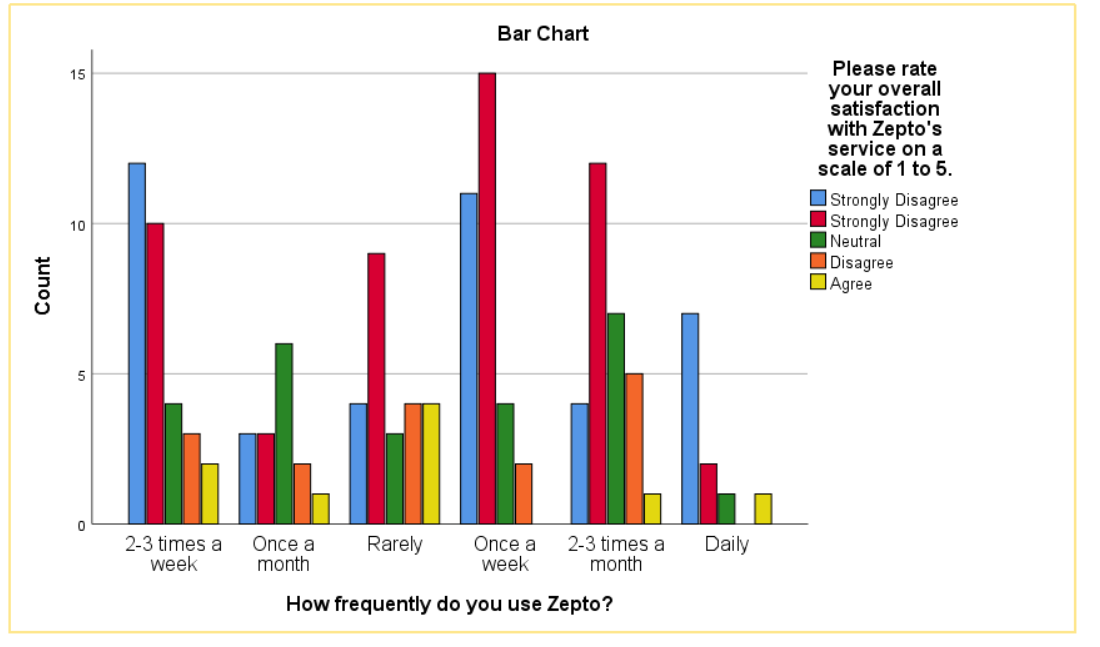 Bar Chart
15
10
5
0
Count
2-3 times a
week
Once a
month
Rarely
Once a
week
2-3 times a
month
Daily
How frequently do you use Zepto?
Please rate
your overall
satisfaction
with Zepto's
service on a
scale of 1 to 5.
Strongly Disagree
Strongly Disagree
Neutral
Disagree
Agree